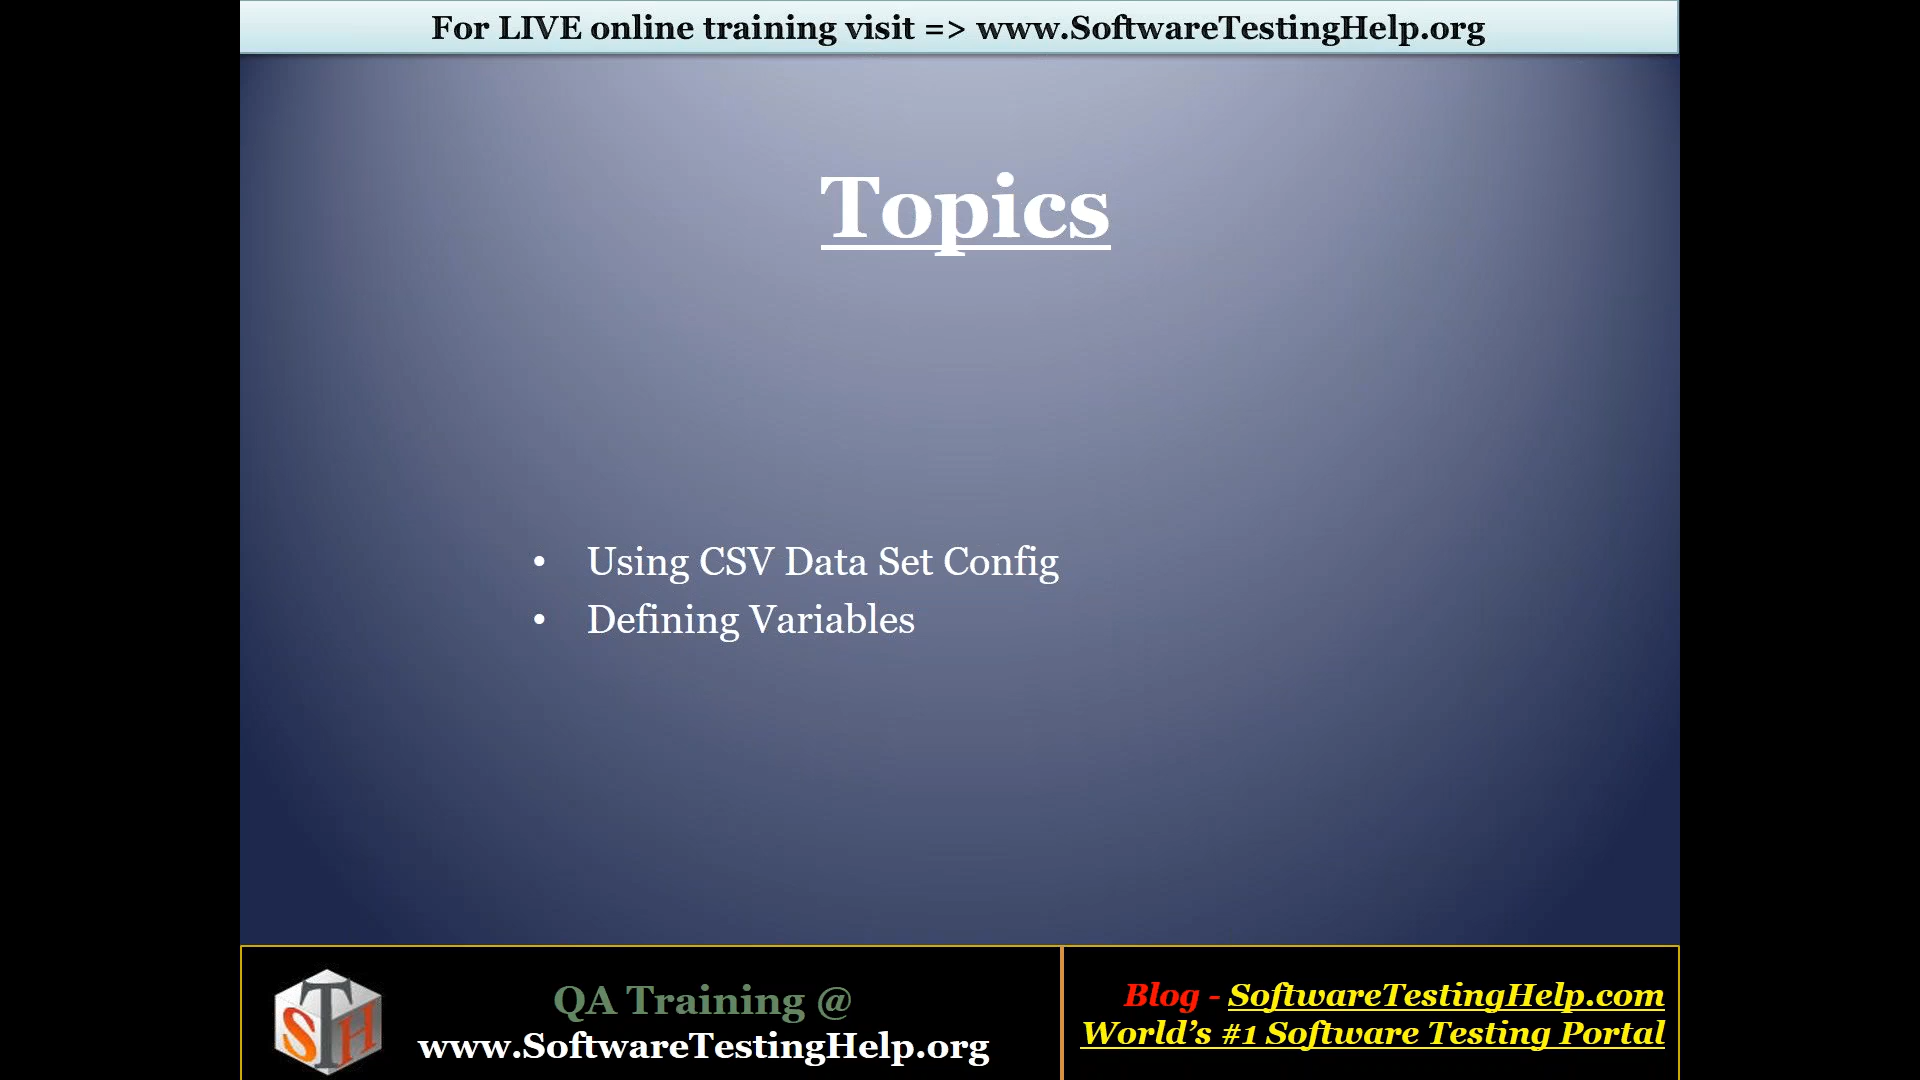 For LIVE online training visit => www.SoftwareTestingHelp.org
Topics
• Using CSV Data Set Config
• Defining Variables
STH
QA Training @
www.SoftwareTestingHelp.org
Blog - SoftwareTestingHelp.com
World’s #1 Software Testing Portal